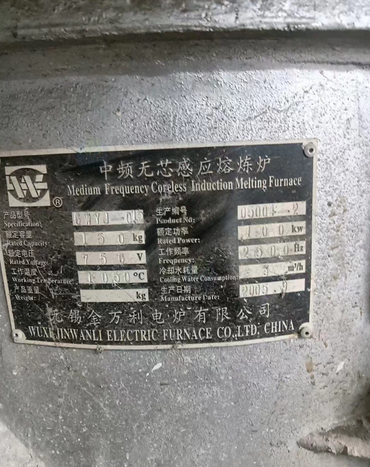 中频无芯感应熔炼炉
Medium Frequency Coreless Induction Melting Furnace
®
产品型号 生产编号
Specification: Product No:
额定容量 kg 额定功率 kw
Rated Capacity: Rated Power:
额定电压 750 V 工作频率 Hz
Rated Voltage: Frequency:
工作温度 °C 冷却水耗量 m³/h
Working Temperature: Cooling Water Consumption:
产品重量 kg 生产日期 2005.9
Weight: Manufacture Date:
无锡金万利电炉有限公司
WUXI JINWANLI ELECTRIC FURNACE CO.,LTD, CHINA